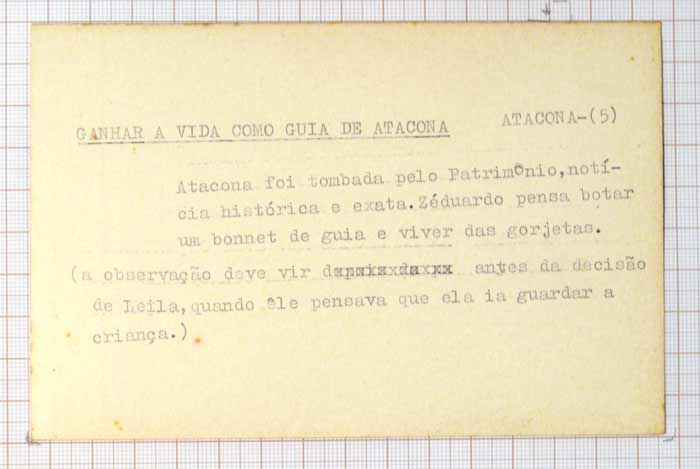 GANHAR A VIDA COMO GUIA DE ATACONA ATACONA-(5)
Atacona foi tombada pelo Patrimônio,notí-
cia histórica e exata.Zéduardo pensa botar
um bonnet de guia e viver das gorjetas.
(a observação deve vir antes da decisão
de Leila,quando êle pensava que ela ia guardar a
criança.)